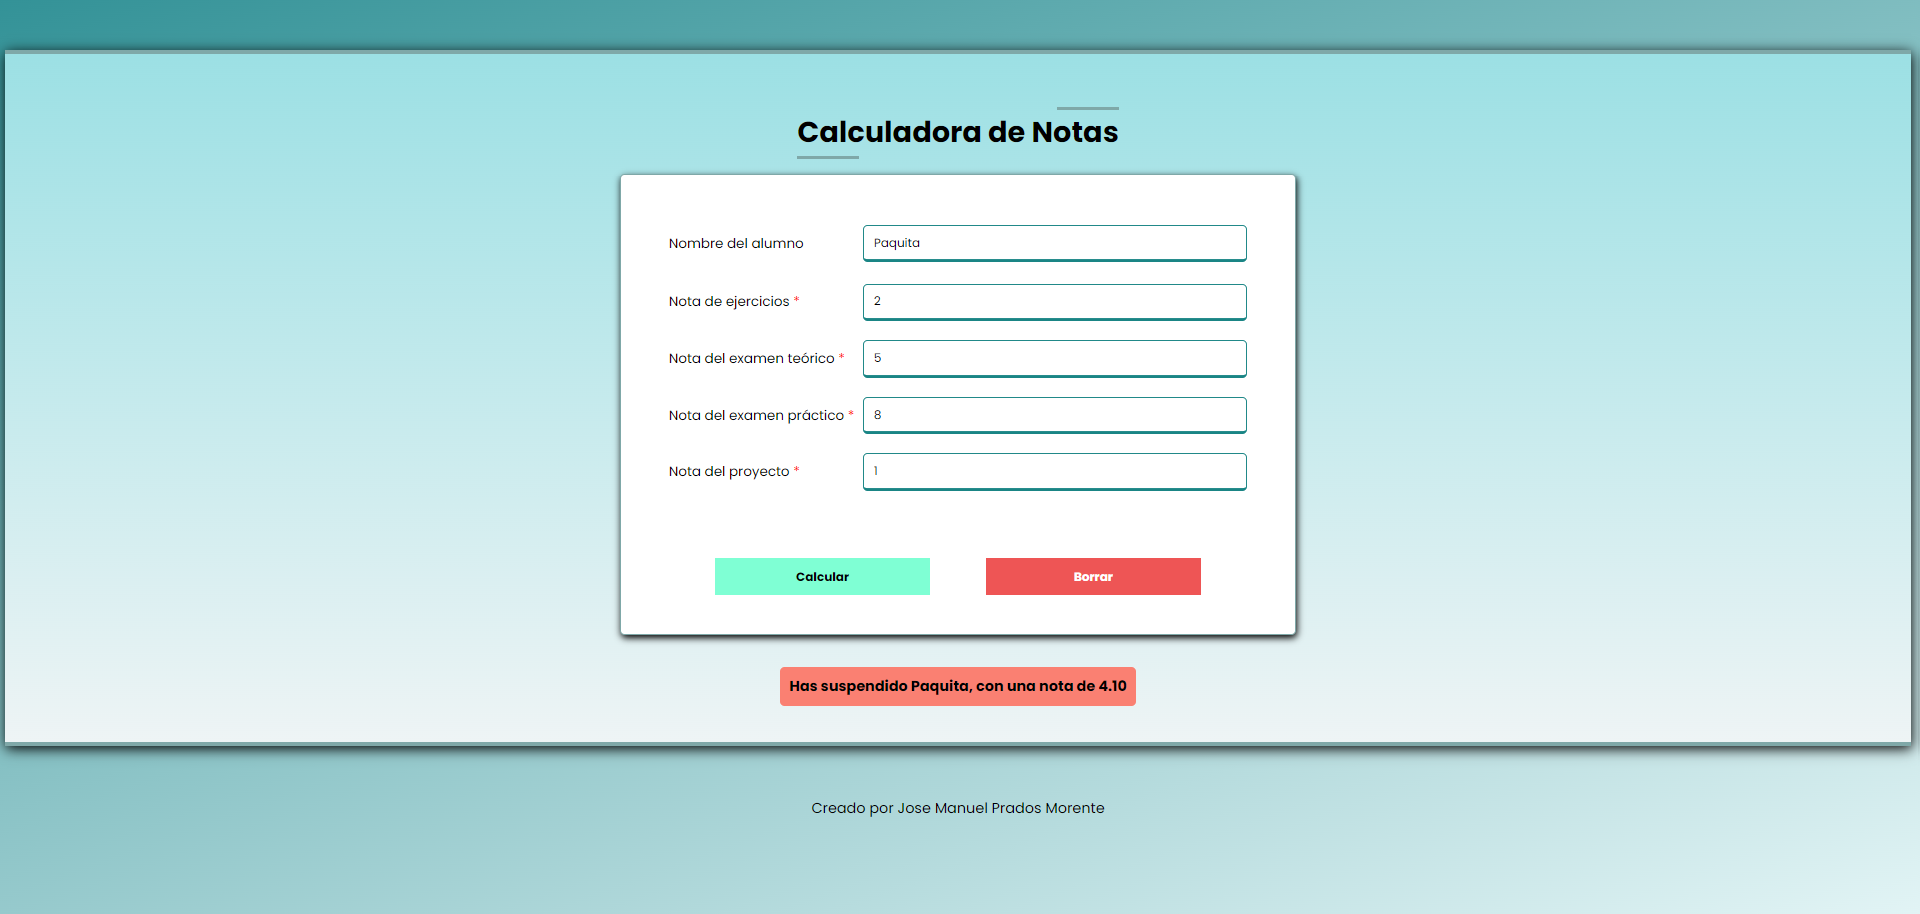 Calculadora de Notas
Nombre del alumno Paquita
Nota de ejercicios * 2
Nota del examen teórico * 5
Nota del examen práctico * 8
Nota del proyecto * 1
Calcular Borrar
Has suspendido Paquita, con una nota de 4.10
Creado por Jose Manuel Prados Morente